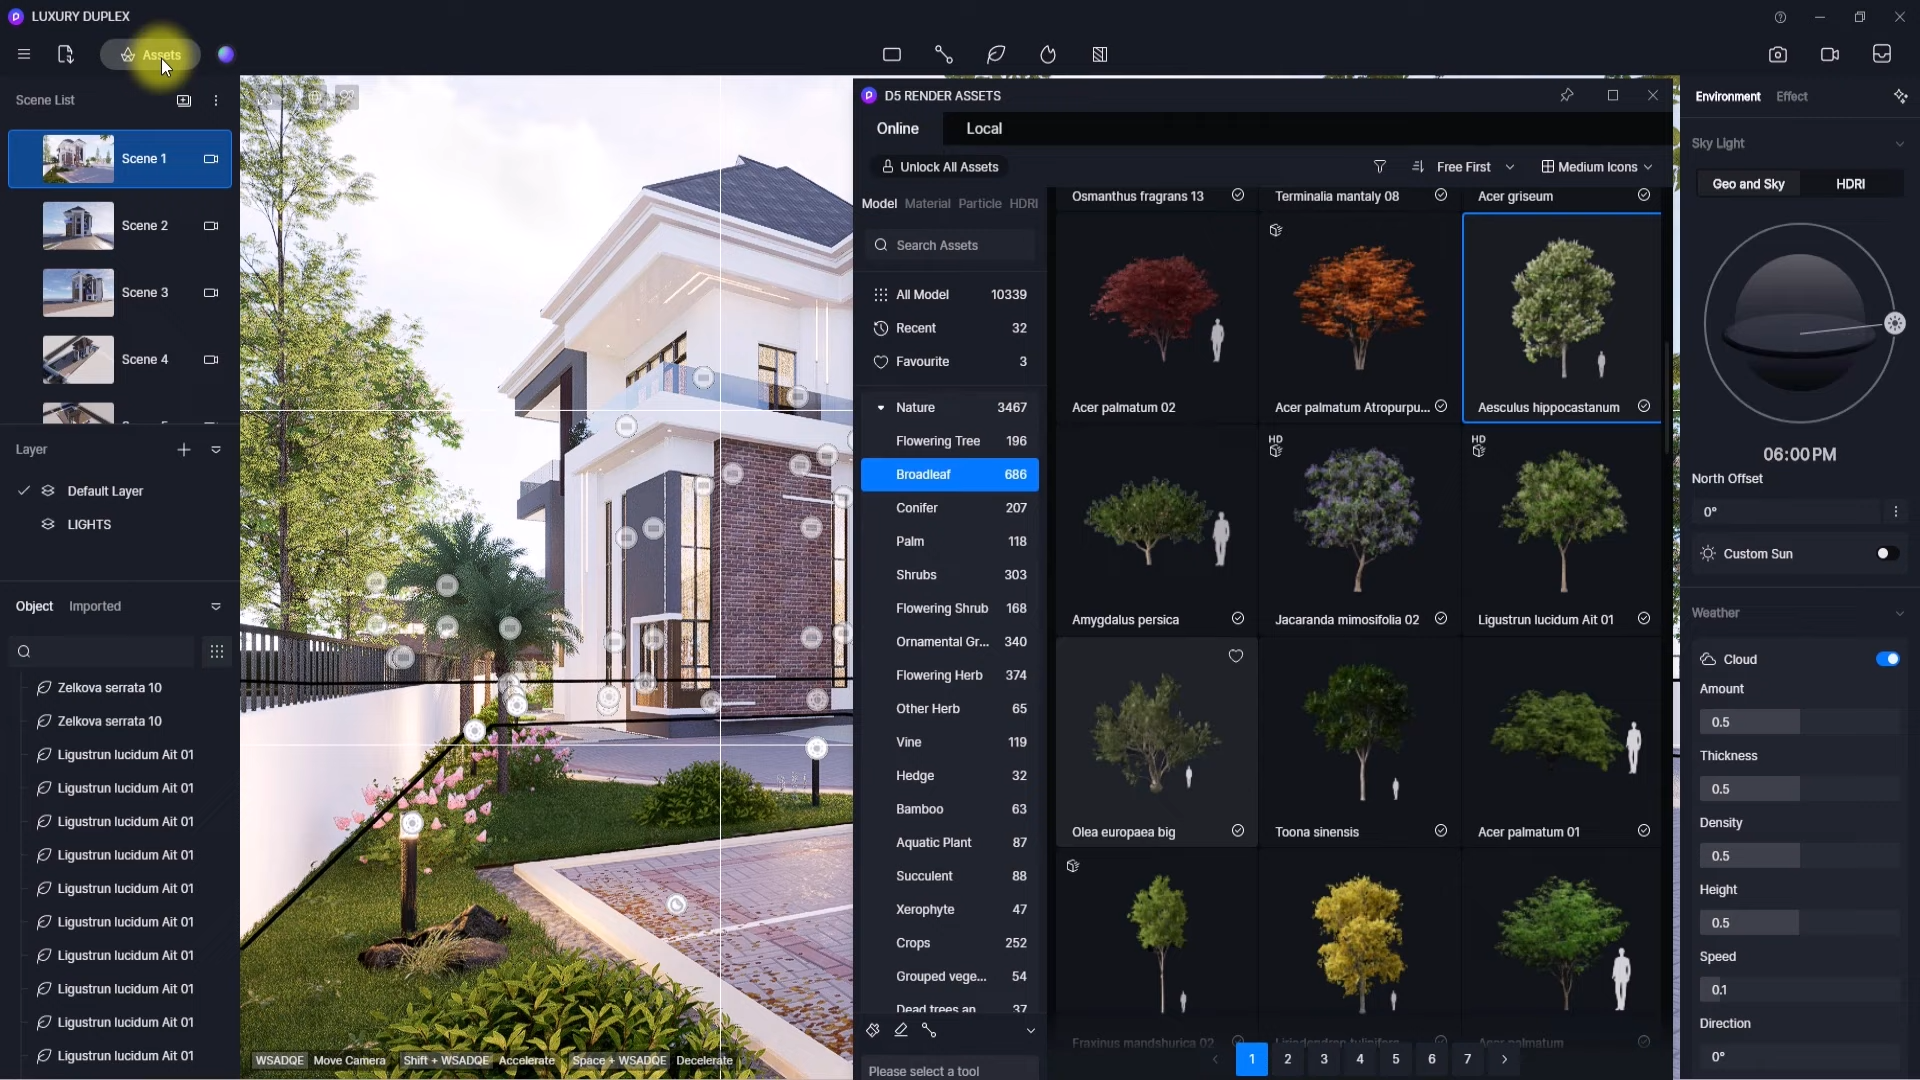 LUXURY DUPLEX
Assets
Scene List
Scene 1
Scene 2
Scene 3
Scene 4
Layer
Default Layer
LIGHTS
Object Imported
Zelkova serrata 10
Zelkova serrata 10
Ligustrun lucidum Ait 01
Ligustrun lucidum Ait 01
Ligustrun lucidum Ait 01
Ligustrun lucidum Ait 01
Ligustrun lucidum Ait 01
Ligustrun lucidum Ait 01
Ligustrun lucidum Ait 01
Ligustrun lucidum Ait 01
Ligustrun lucidum Ait 01
Ligustrun lucidum Ait 01
WSADQE Move Camera Shift + WSADQE Accelerate Space + WSADQE Decelerate
D5 RENDER ASSETS
Online Local
Unlock All Assets
Free First
Medium Icons
Model Material Particle HDRI
Search Assets
All Model 10339
Recent 32
Favourite 3
Nature 3467
Flowering Tree 196
Broadleaf 686
Conifer 207
Palm 118
Shrubs 303
Flowering Shrub 168
Ornamental Gr... 340
Flowering Herb 374
Other Herb 65
Vine 119
Hedge 32
Bamboo 63
Aquatic Plant 87
Succulent 88
Xerophyte 47
Crops 252
Grouped vege... 54
Dead trees an 37
Please select a tool
Osmanthus fragrans 13 Terminalia mantaly 08 Acer griseum
Acer palmatum 02 Acer palmatum Atropurpu... Aesculus hippocastanum
HD HD
Amygdalus persica Jacaranda mimosifolia 02 Ligustrun lucidum Ait 01
Olea europaea big Toona sinensis Acer palmatum 01
Fraxinus mandshurica 02 Liriodendron tulipifera Acer palmatum
1 2 3 4 5 6 7
Environment Effect
Sky Light
Geo and Sky HDRI
06:00PM
North Offset
0°
Custom Sun
Weather
Cloud
Amount
0.5
Thickness
0.5
Density
0.5
Height
0.5
Speed
0.1
Direction
0°